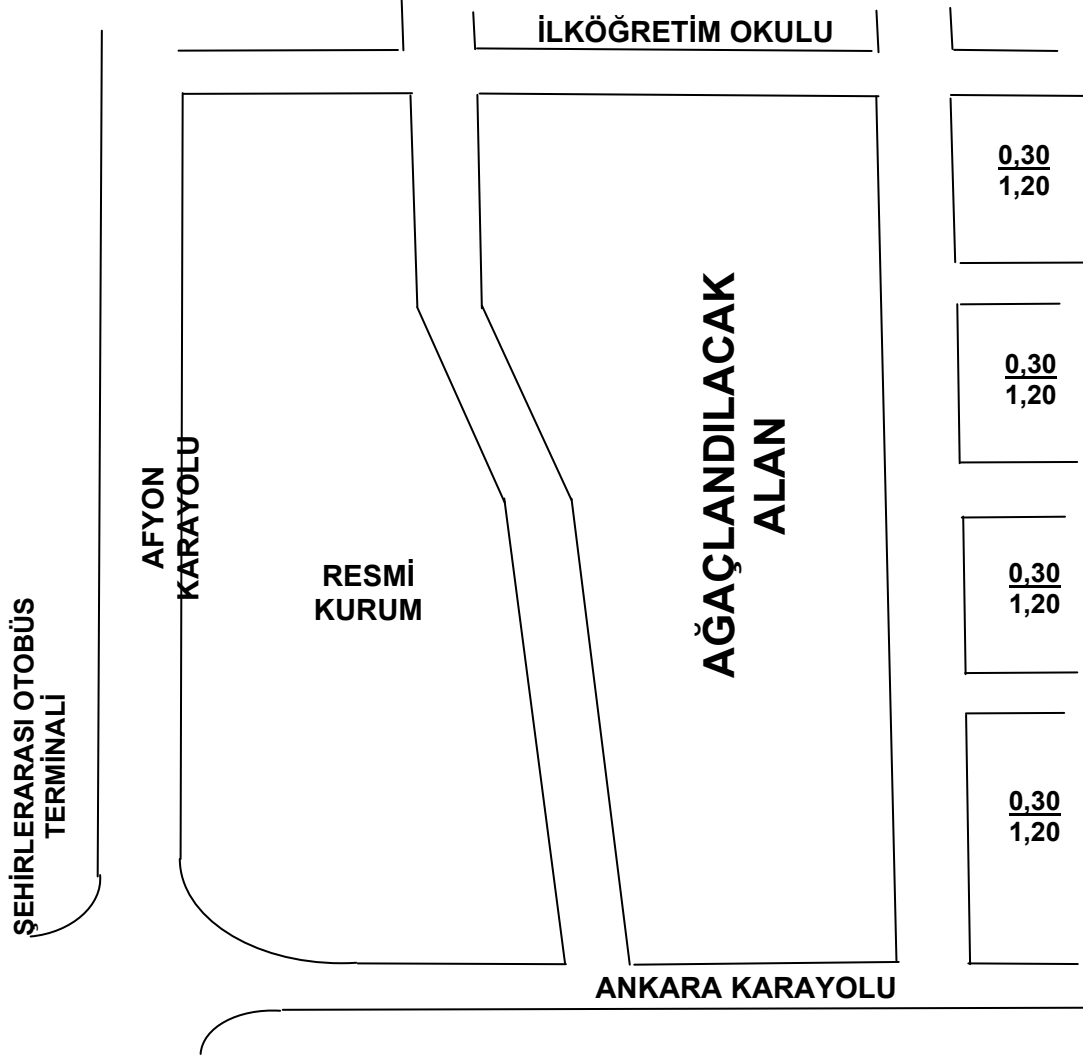 İLKÖĞRETİM OKULU
0,30
1,20
0,30
1,20
AĞAÇLANDILACAK
ALAN
AFYON
KARAYOLU
RESMİ
KURUM
0,30
1,20
ŞEHİRLERARASI OTOBÜS
TERMİNALİ
0,30
1,20
ANKARA KARAYOLU